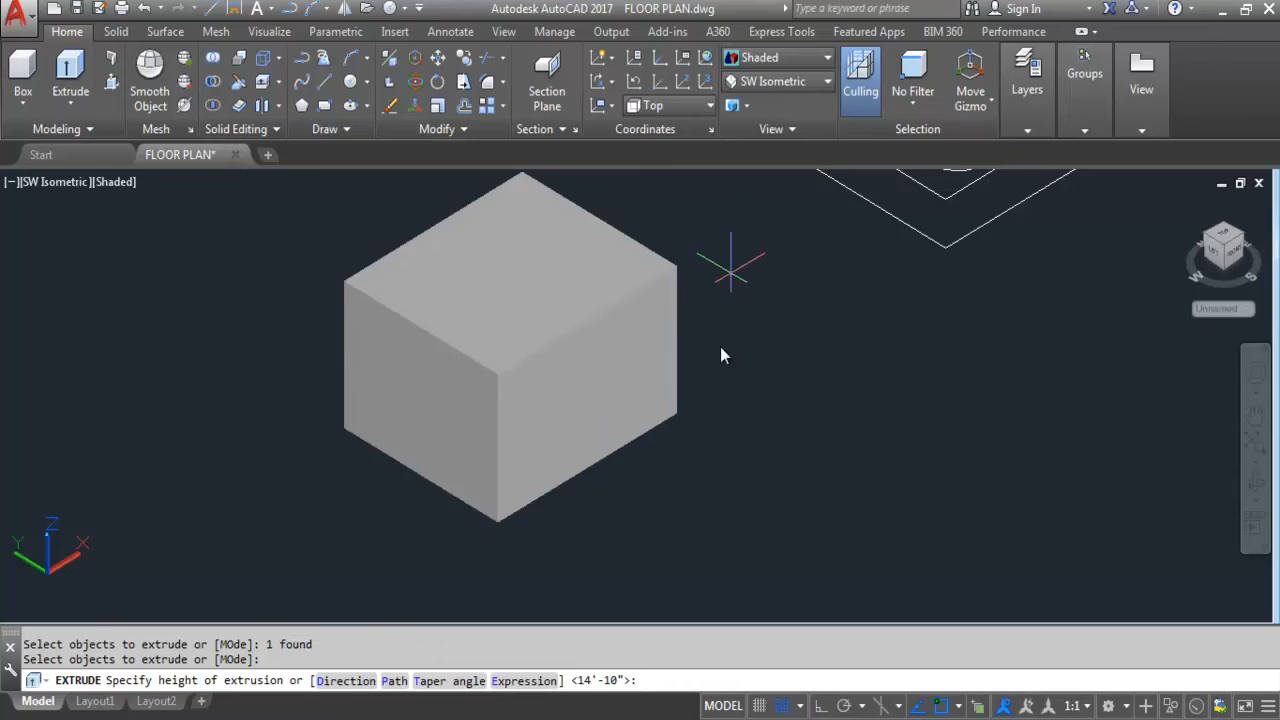 Autodesk AutoCAD 2017 FLOOR PLAN.dwg
Type a keyword or phrase
Sign In
Home Solid Surface Mesh Visualize Parametric Insert Annotate View Manage Output Add-ins A360 Express Tools Featured Apps BIM 360 Performance
Box
Extrude
Smooth
Object
Section
Plane
Shaded
SW Isometric
Top
Culling
No Filter
Move
Gizmo
Layers
Groups
View
Modeling Mesh Solid Editing Draw Modify Section Coordinates View Selection
Start
FLOOR PLAN*
[−][SW Isometric][Shaded]
TOP
LEFT
FRONT
W
S
Unnamed
Z
Y
X
Select objects to extrude or [MOde]: 1 found
Select objects to extrude or [MOde]:
EXTRUDE Specify height of extrusion or [Direction Path Taper angle Expression] <14'-10">:
Model Layout1 Layout2
MODEL
1:1